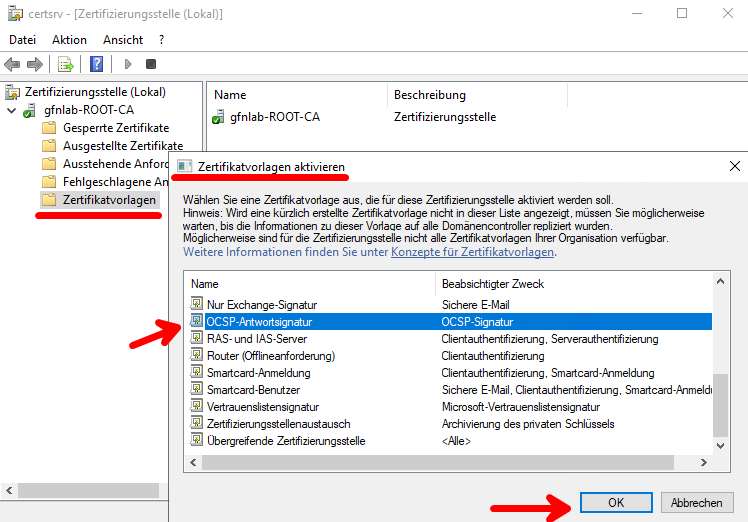 certsrv - [Zertifizierungsstelle (Lokal)]
Datei Aktion Ansicht ?
Zertifizierungsstelle (Lokal)
gfnlab-ROOT-CA
Gesperrte Zertifikate
Ausgestellte Zertifikate
Ausstehende Anford
Fehlgeschlagene An
Zertifikatvorlagen
Name Beschreibung
gfnlab-ROOT-CA Zertifizierungsstelle
Zertifikatvorlagen aktivieren
Wählen Sie eine Zertifikatvorlage aus, die für diese Zertifizierungsstelle aktiviert werden soll.
Hinweis: Wird eine kürzlich erstellte Zertifikatvorlage nicht in dieser Liste angezeigt, müssen Sie möglicherweise
warten, bis die Informationen zu dieser Vorlage auf alle Domänencontroller repliziert wurden.
Möglicherweise sind für die Zertifizierungsstelle nicht alle Zertifikatvorlagen Ihrer Organisation verfügbar.
Weitere Informationen finden Sie unter Konzepte für Zertifikatvorlagen.
Name Beabsichtigter Zweck
Nur Exchange-Signatur Sichere E-Mail
OCSP-Antwortsignatur OCSP-Signatur
RAS- und IAS-Server Clientauthentifizierung, Serverauthentifizierung
Router (Offlineanforderung) Clientauthentifizierung
Smartcard-Anmeldung Clientauthentifizierung, Smartcard-Anmeldung
Smartcard-Benutzer Sichere E-Mail, Clientauthentifizierung, Smartcard-Anmeldu
Vertrauenslistensignatur Microsoft-Vertrauenslistensignatur
Zertifizierungsstellenaustausch Archivierung des privaten Schlüssels
Übergreifende Zertifizierungsstelle <Alle>
OK Abbrechen